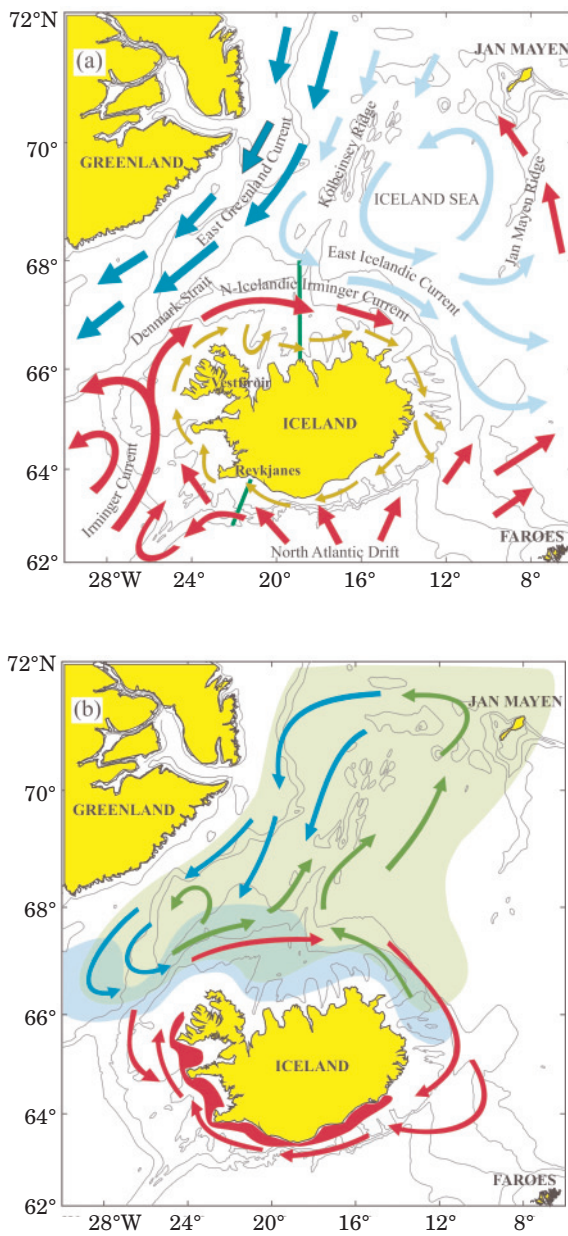 72°N
(a)
JAN MAYEN
70°
GREENLAND
East Greenland Current
Kolbeinsey Ridge
ICELAND SEA
Jan Mayen Ridge
68°
East Icelandic Current
Denmark Strait
N-Icelandic Irminger Current
66°
Vestfirðir
ICELAND
64°
Reykjanes
Irminger Current
North Atlantic Drift
FAROES
62°
28°W 24° 20° 16° 12° 8°
72°N
(b)
JAN MAYEN
70°
GREENLAND
68°
66°
ICELAND
64°
62°
FAROES
28°W 24° 20° 16° 12° 8°